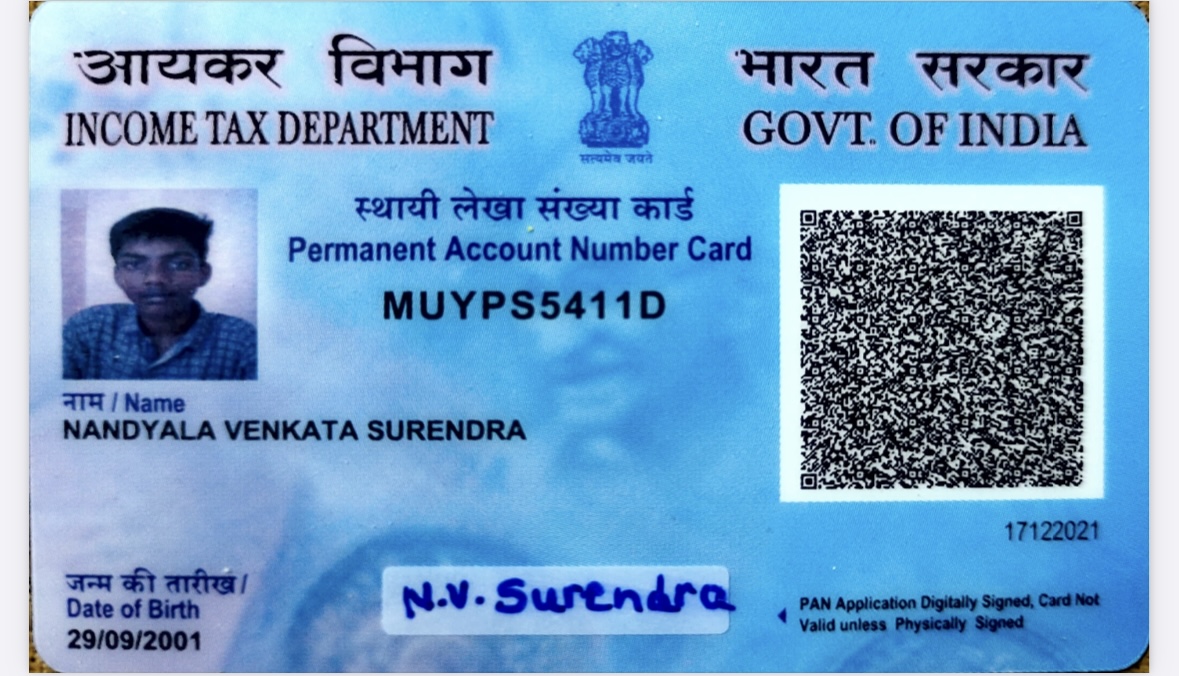 आयकर विभाग
INCOME TAX DEPARTMENT
सत्यमेव जयते
भारत सरकार
GOVT. OF INDIA
स्थायी लेखा संख्या कार्ड
Permanent Account Number Card
MUYPS5411D
नाम / Name
NANDYALA VENKATA SURENDRA
17122021
जन्म की तारीख/
Date of Birth
29/09/2001
N.V. Surendra
PAN Application Digitally Signed, Card Not
Valid unless Physically Signed